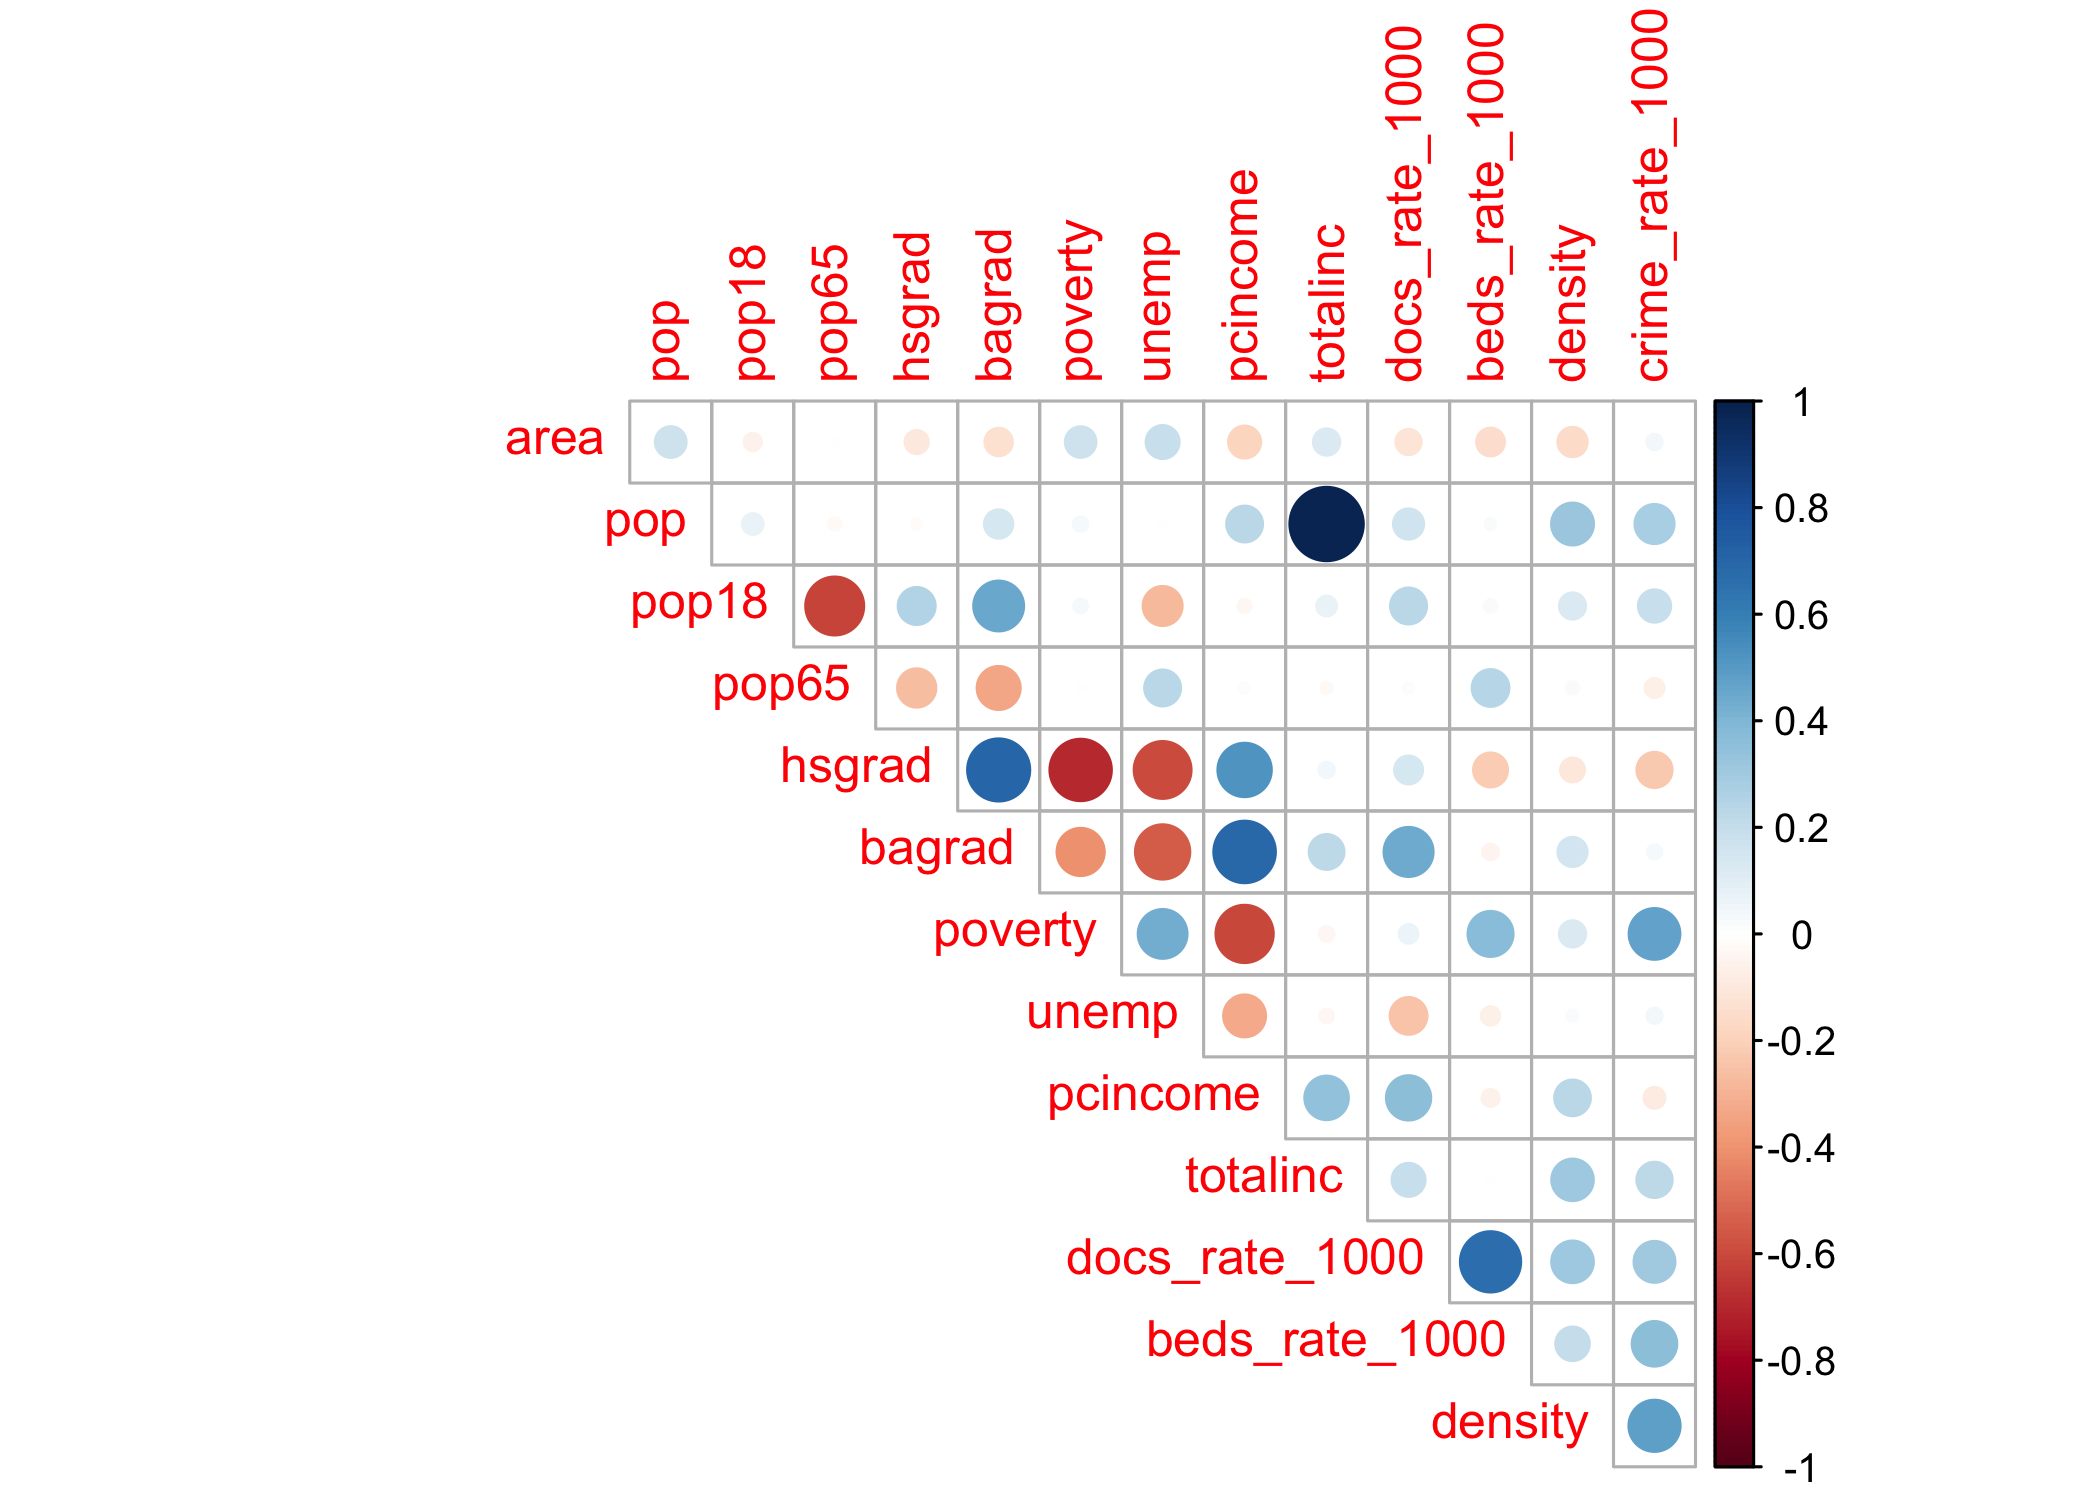 pop
pop18
pop65
hsgrad
bagrad
poverty
unemp
pcincome
totalinc
docs_rate_1000
beds_rate_1000
density
crime_rate_1000
area
pop
pop18
pop65
hsgrad
bagrad
poverty
unemp
pcincome
totalinc
docs_rate_1000
beds_rate_1000
density
1
0.8
0.6
0.4
0.2
0
-0.2
-0.4
-0.6
-0.8
-1